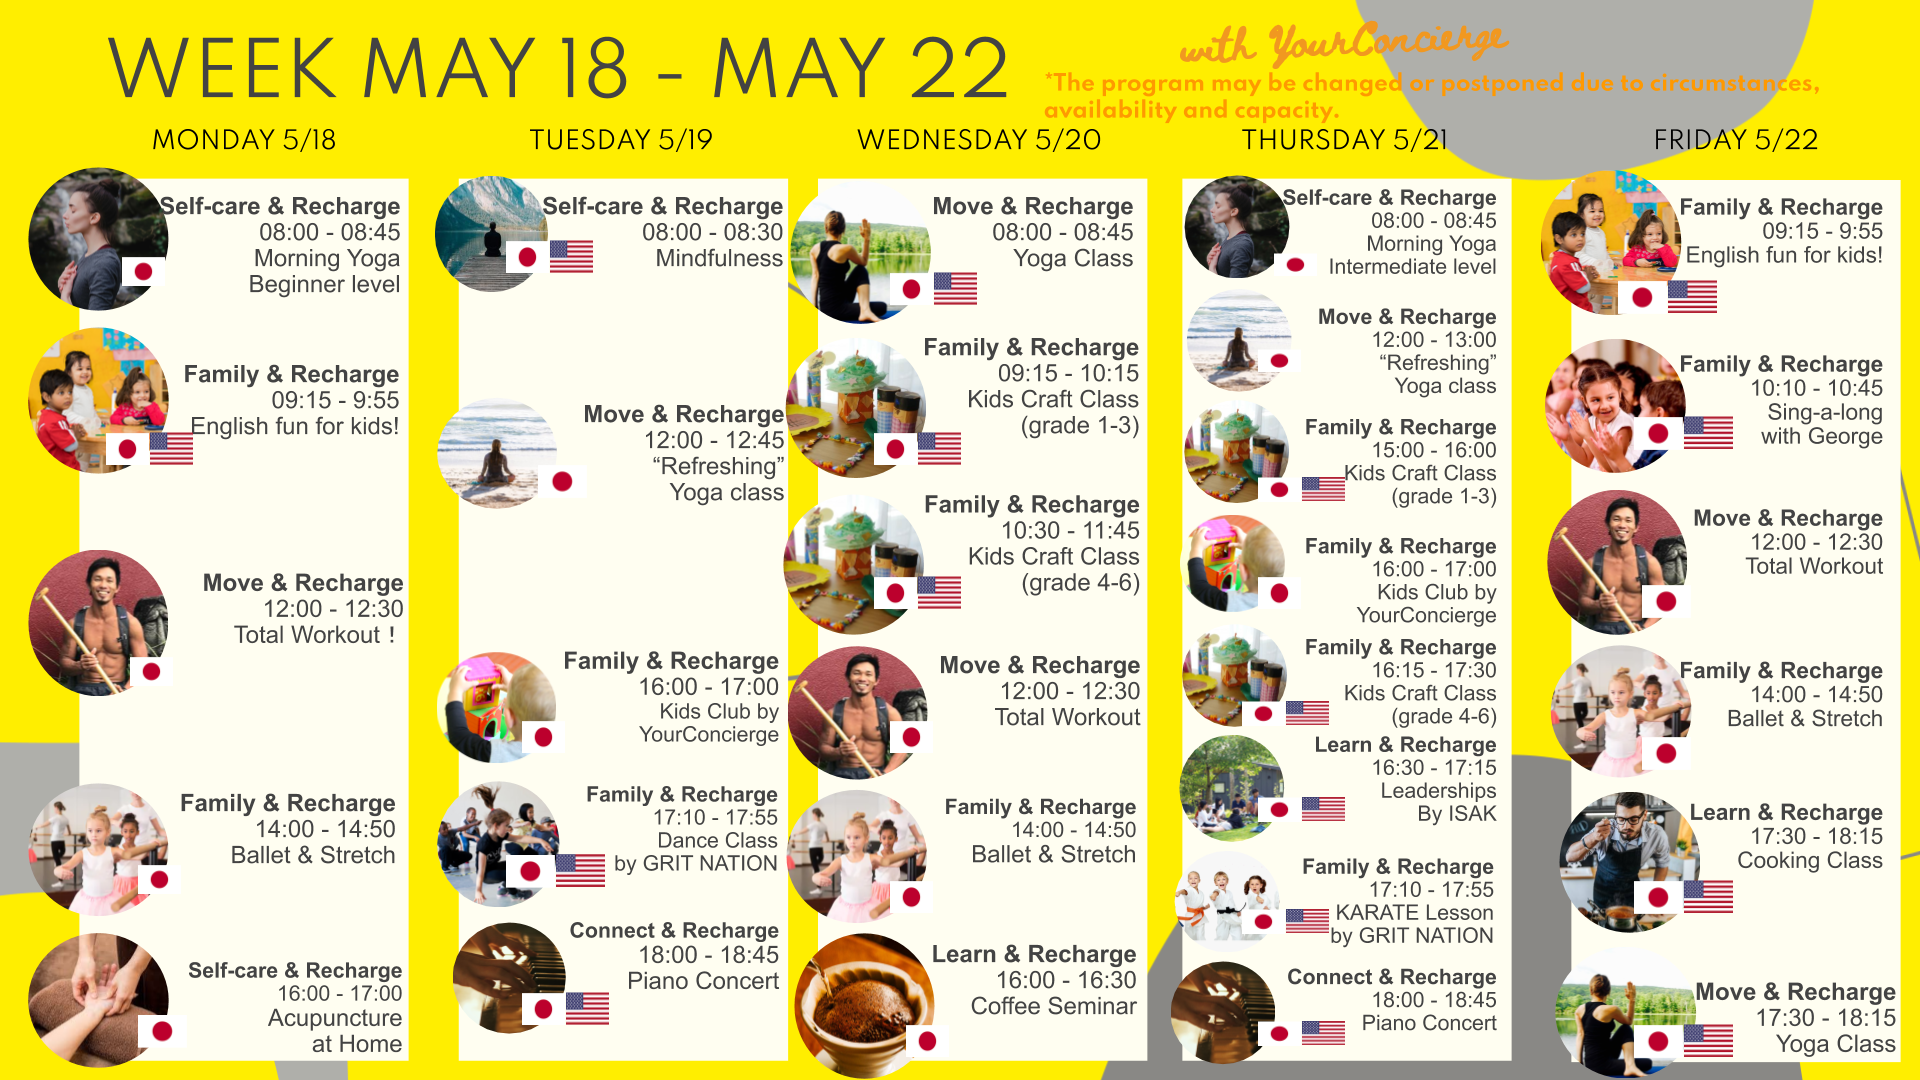 WEEK MAY 18 - MAY 22
with YourConcierge
*The program may be changed or postponed due to circumstances,
availability and capacity.
MONDAY 5/18
Self-care & Recharge
08:00 - 08:45
Morning Yoga
Beginner level
Family & Recharge
09:15 - 9:55
English fun for kids!
Move & Recharge
12:00 - 12:30
Total Workout !
Family & Recharge
14:00 - 14:50
Ballet & Stretch
Self-care & Recharge
16:00 - 17:00
Acupuncture
at Home
TUESDAY 5/19
Self-care & Recharge
08:00 - 08:30
Mindfulness
Move & Recharge
12:00 - 12:45
“Refreshing”
Yoga class
Family & Recharge
16:00 - 17:00
Kids Club by
YourConcierge
Family & Recharge
17:10 - 17:55
Dance Class
by GRIT NATION
Connect & Recharge
18:00 - 18:45
Piano Concert
WEDNESDAY 5/20
Move & Recharge
08:00 - 08:45
Yoga Class
Family & Recharge
09:15 - 10:15
Kids Craft Class
(grade 1-3)
Family & Recharge
10:30 - 11:45
Kids Craft Class
(grade 4-6)
Move & Recharge
12:00 - 12:30
Total Workout
Family & Recharge
14:00 - 14:50
Ballet & Stretch
Learn & Recharge
16:00 - 16:30
Coffee Seminar
THURSDAY 5/21
Self-care & Recharge
08:00 - 08:45
Morning Yoga
Intermediate level
Move & Recharge
12:00 - 13:00
“Refreshing”
Yoga class
Family & Recharge
15:00 - 16:00
Kids Craft Class
(grade 1-3)
Family & Recharge
16:00 - 17:00
Kids Club by
YourConcierge
Family & Recharge
16:15 - 17:30
Kids Craft Class
(grade 4-6)
Learn & Recharge
16:30 - 17:15
Leaderships
By ISAK
Family & Recharge
17:10 - 17:55
KARATE Lesson
by GRIT NATION
Connect & Recharge
18:00 - 18:45
Piano Concert
FRIDAY 5/22
Family & Recharge
09:15 - 9:55
English fun for kids!
Family & Recharge
10:10 - 10:45
Sing-a-long
with George
Move & Recharge
12:00 - 12:30
Total Workout
Family & Recharge
14:00 - 14:50
Ballet & Stretch
Learn & Recharge
17:30 - 18:15
Cooking Class
Move & Recharge
17:30 - 18:15
Yoga Class